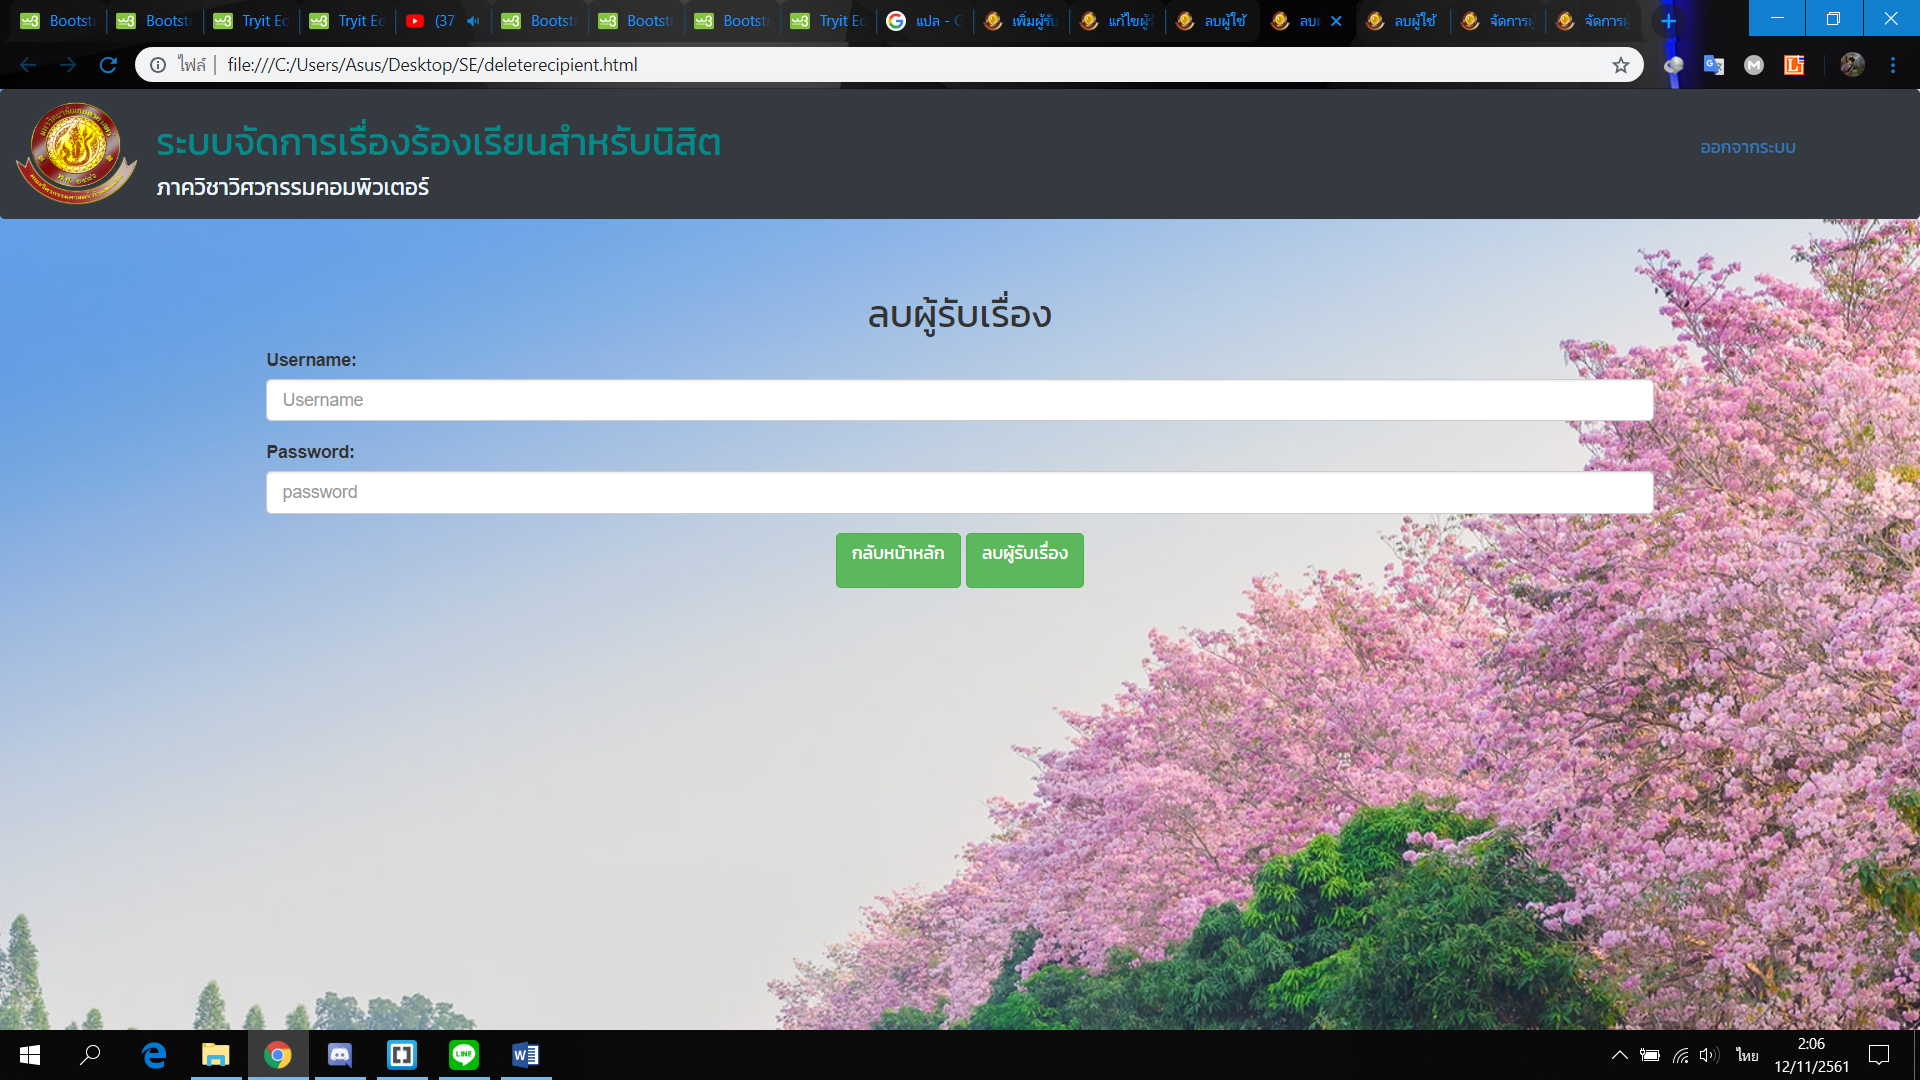 Bootst
Bootst
Tryit Ed
Tryit Ed
(37
Bootst
Bootst
Bootst
Tryit Ed
แปล - G
เพิ่มผู้รับ
แก้ไขผู้รั
ลบผู้ใช้
ลบผ
ลบผู้ใช้
จัดการผู้
จัดการผู้
ไฟล์ | file:///C:/Users/Asus/Desktop/SE/deleterecipient.html
ระบบจัดการเรื่องร้องเรียนสำหรับนิสิต
ภาควิชาวิศวกรรมคอมพิวเตอร์
ออกจากระบบ
ลบผู้รับเรื่อง
Username:
Username
Password:
password
กลับหน้าหลัก
ลบผู้รับเรื่อง
ไทย
2:06
12/11/2561